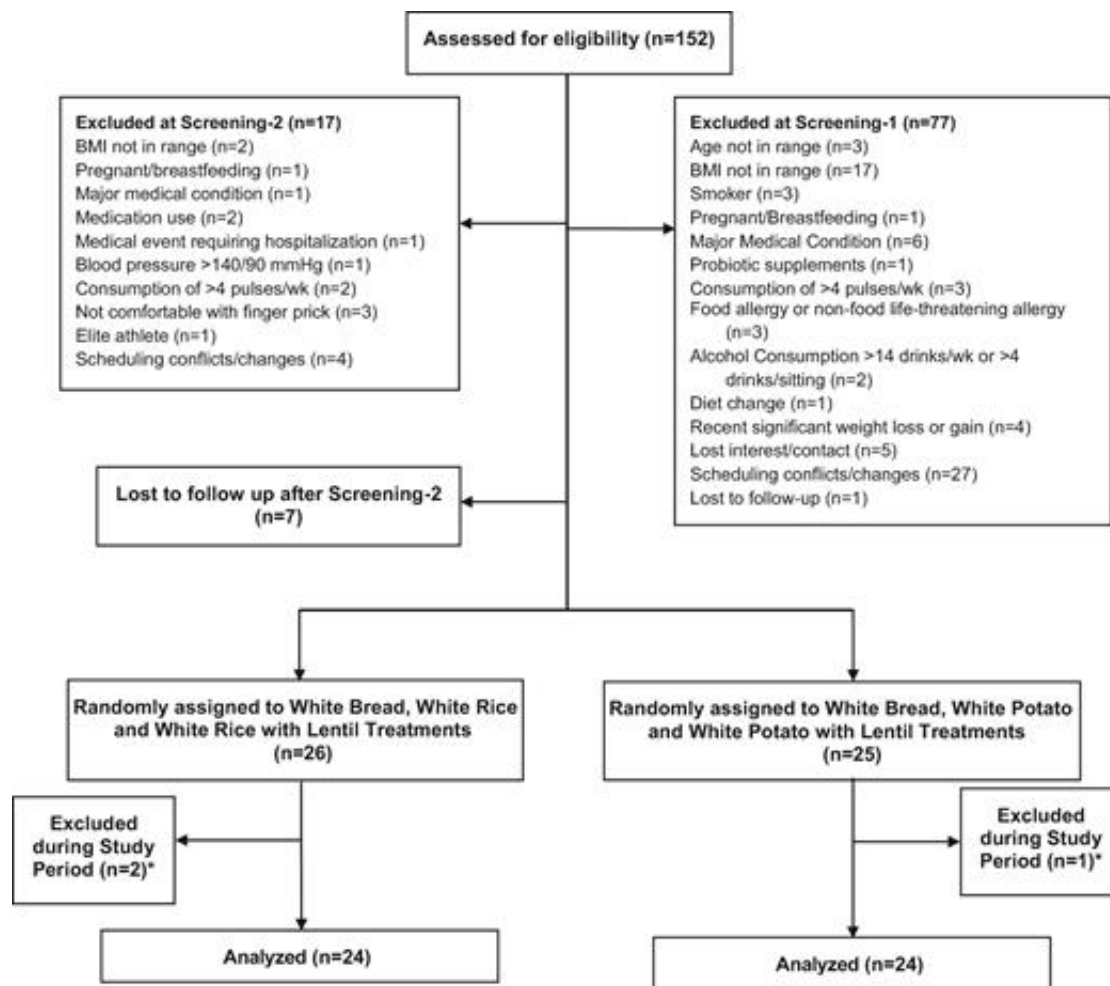 Assessed for eligibility (n=152)
Excluded at Screening-2 (n=17)
BMI not in range (n=2)
Pregnant/breastfeeding (n=1)
Major medical condition (n=1)
Medication use (n=2)
Medical event requiring hospitalization (n=1)
Blood pressure >140/90 mmHg (n=1)
Consumption of >4 pulses/wk (n=2)
Not comfortable with finger prick (n=3)
Elite athlete (n=1)
Scheduling conflicts/changes (n=4)
Excluded at Screening-1 (n=77)
Age not in range (n=3)
BMI not in range (n=17)
Smoker (n=3)
Pregnant/Breastfeeding (n=1)
Major Medical Condition (n=6)
Probiotic supplements (n=1)
Consumption of >4 pulses/wk (n=3)
Food allergy or non-food life-threatening allergy
(n=3)
Alcohol Consumption >14 drinks/wk or >4
drinks/sitting (n=2)
Diet change (n=1)
Recent significant weight loss or gain (n=4)
Lost interest/contact (n=5)
Scheduling conflicts/changes (n=27)
Lost to follow-up (n=1)
Lost to follow up after Screening-2
(n=7)
Randomly assigned to White Bread, White Rice
and White Rice with Lentil Treatments
(n=26)
Randomly assigned to White Bread, White Potato
and White Potato with Lentil Treatments
(n=25)
Excluded
during Study
Period (n=2)*
Excluded
during Study
Period (n=1)*
Analyzed (n=24)
Analyzed (n=24)